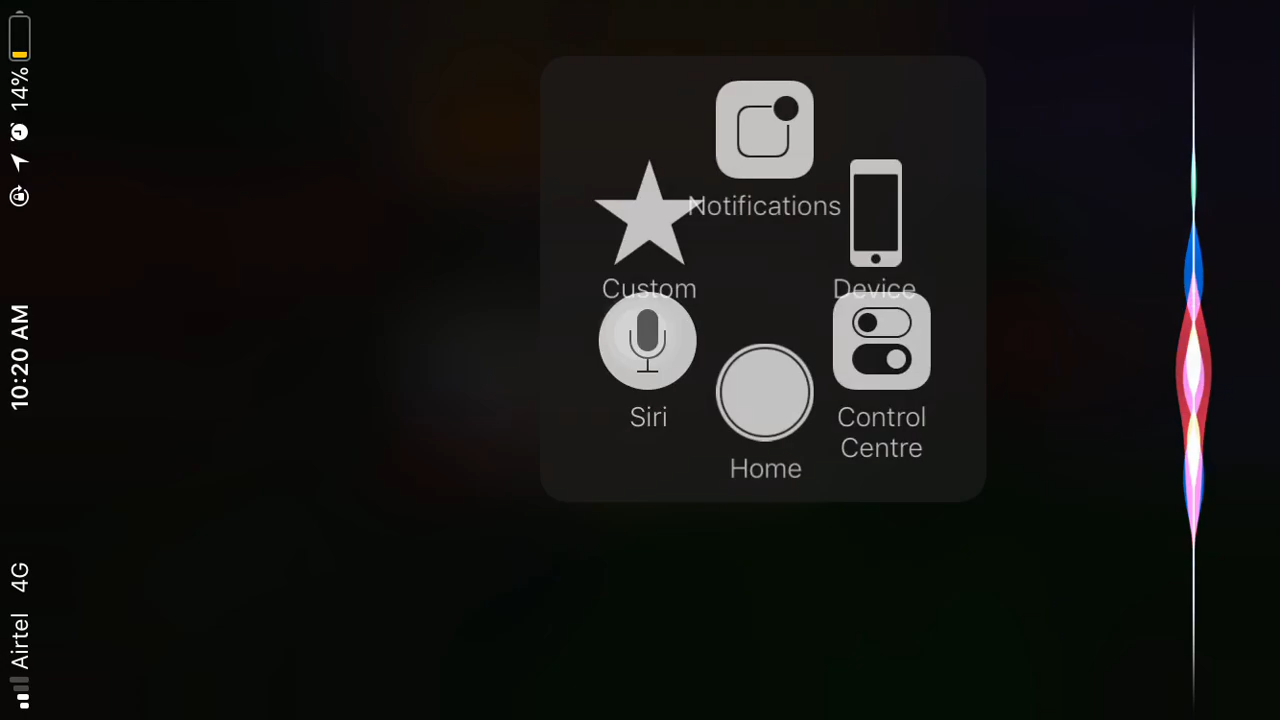 Airtel 4G
10:20 AM
14%
Notifications
Custom
Device
Siri
Control
Centre
Home